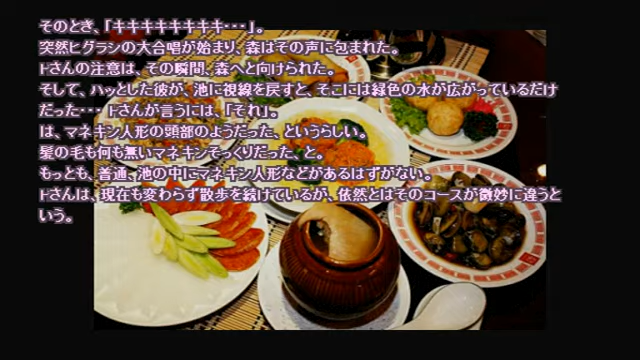 そのとき、「キキキキキキキキ・・・」。
突然ヒグラシの大合唱が始まり、森はその声に包まれた。
Tさんの注意は、その瞬間、森へと向けられた。
そして、ハッとした彼が、池に視線を戻すと、そこには緑色の水が広がっているだけ
だった・・・ Tさんが言うには、「それ」。
は、マネキン人形の頭部のようだった、というらしい。
髪の毛も何も無いマネキンそっくりだった、と。
もっとも、普通、池の中にマネキン人形などがあるはずがない。
Tさんは、現在も変わらず散歩を続けているが、依然とはそのコースが微妙に違うと
いう。